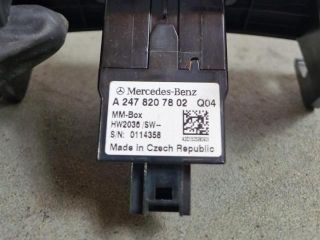 Mercedes-Benz
A 247 820 78 02 Q04
MM-Box
HW2036 /SW--
S/N: 0114358
Made in Czech Republic